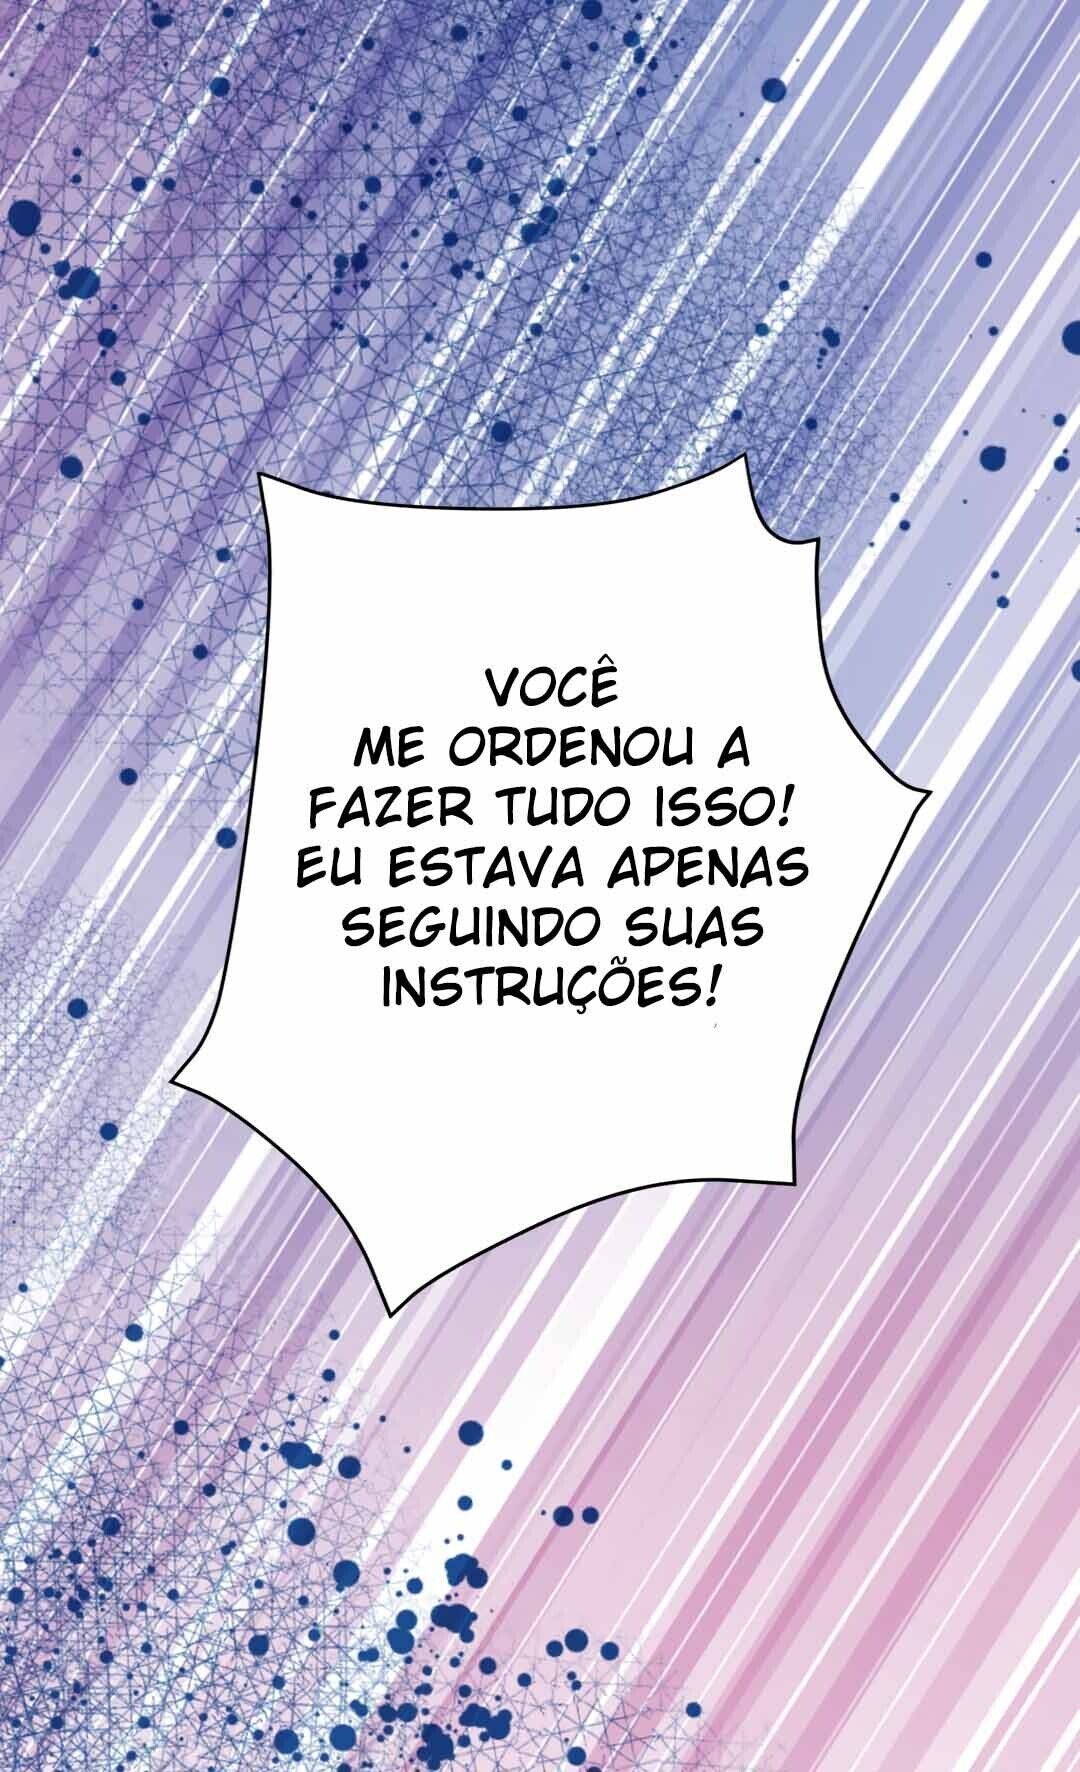 VOCÊ
ME ORDENOU A
FAZER TUDO ISSO!
EU ESTAVA APENAS
SEGUINDO SUAS
INSTRUÇÕES!